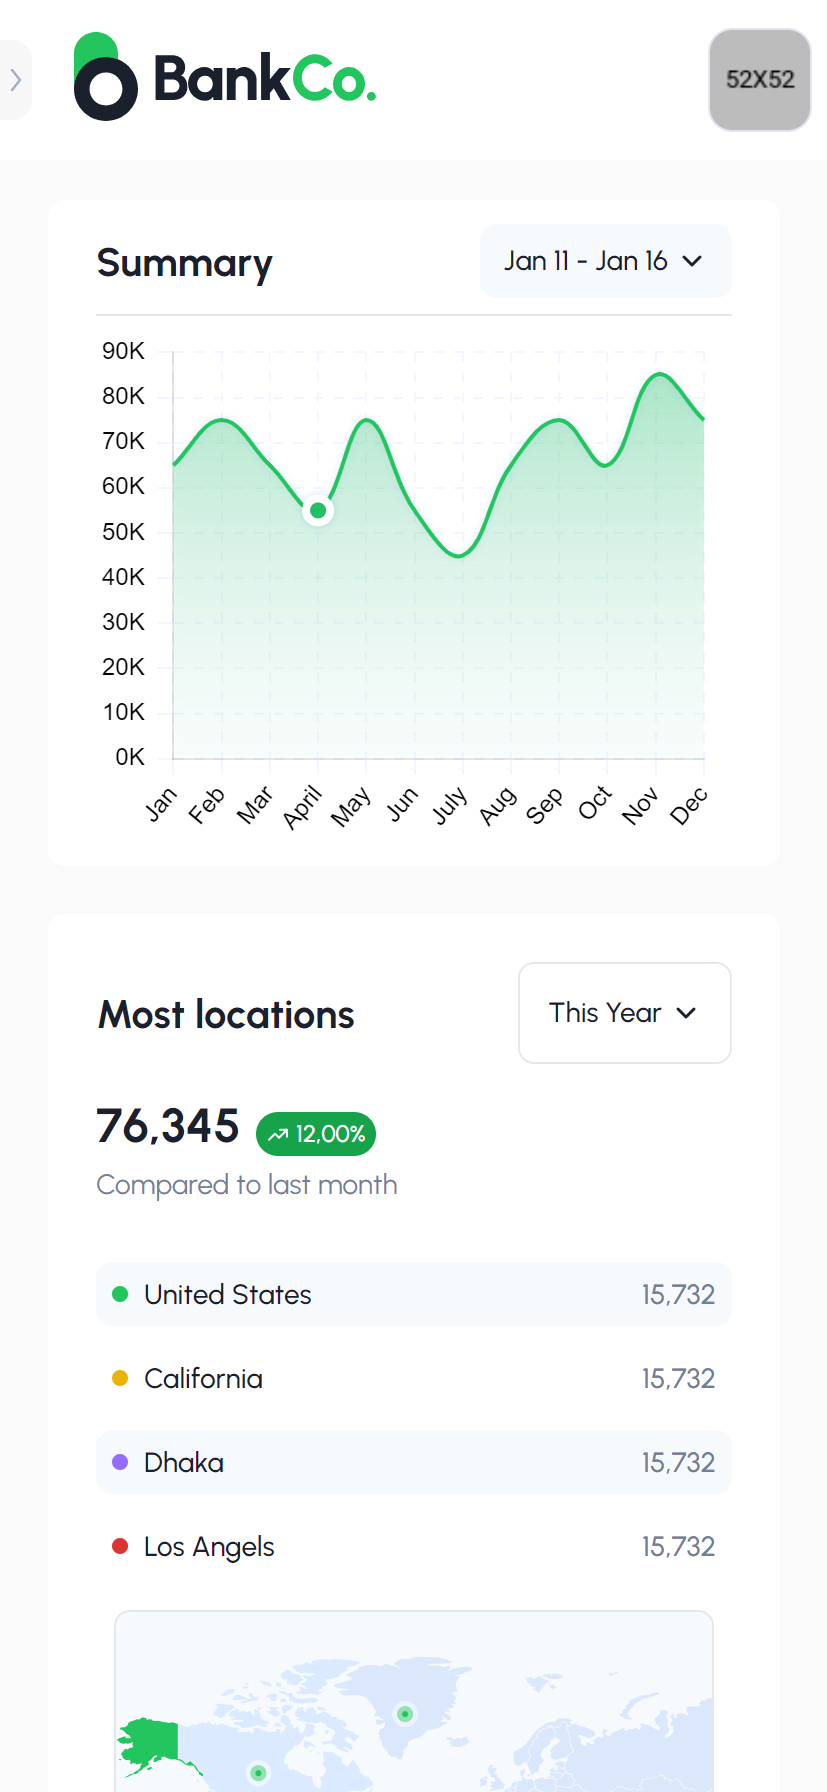 BankCo.
52X52
Summary
Jan 11 - Jan 16
90K
80K
70K
60K
50K
40K
30K
20K
10K
0K
Jan Feb Mar April May Jun July Aug Sep Oct Nov Dec
Most locations
This Year
76,345
12,00%
Compared to last month
United States 15,732
California 15,732
Dhaka 15,732
Los Angels 15,732